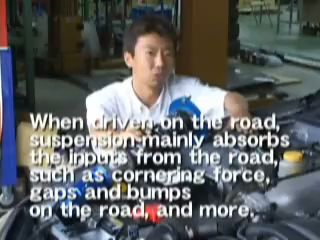 When driven on the road,
suspension mainly absorbs
the inputs from the road,
such as cornering force,
gaps and bumps
on the road, and more.